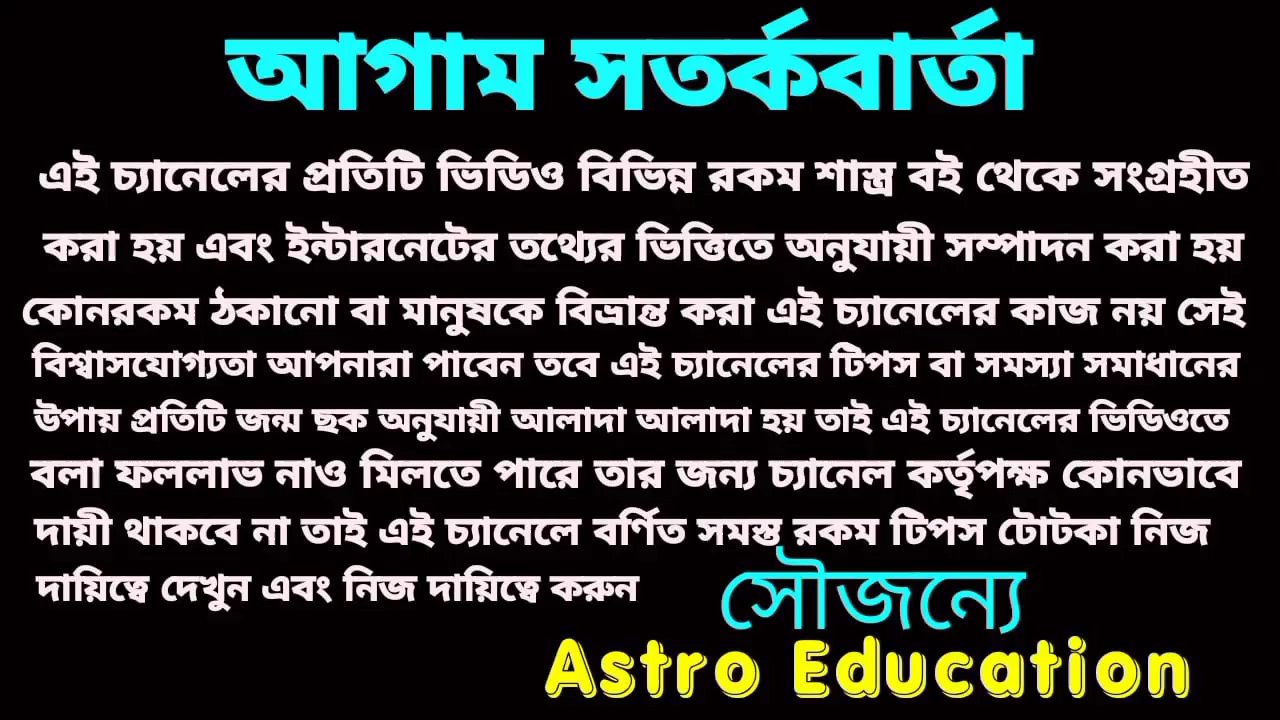 আগাম সতর্কবার্তা
এই চ্যানেলের প্রতিটি ভিডিও বিভিন্ন রকম শাস্ত্র বই থেকে সংগ্রহীত
করা হয় এবং ইন্টারনেটের তথ্যের ভিত্তিতে অনুযায়ী সম্পাদন করা হয়
কোনরকম ঠকানো বা মানুষকে বিভ্রান্ত করা এই চ্যানেলের কাজ নয় সেই
বিশ্বাসযোগ্যতা আপনারা পাবেন তবে এই চ্যানেলের টিপস বা সমস্যা সমাধানের
উপায় প্রতিটি জন্ম ছক অনুযায়ী আলাদা আলাদা হয় তাই এই চ্যানেলের ভিডিওতে
বলা ফললাভ নাও মিলতে পারে তার জন্য চ্যানেল কর্তৃপক্ষ কোনভাবে
দায়ী থাকবে না তাই এই চ্যানেলে বর্ণিত সমস্ত রকম টিপস টোটকা নিজ
দায়িত্বে দেখুন এবং নিজ দায়িত্বে করুন
সৌজন্যে
Astro Education